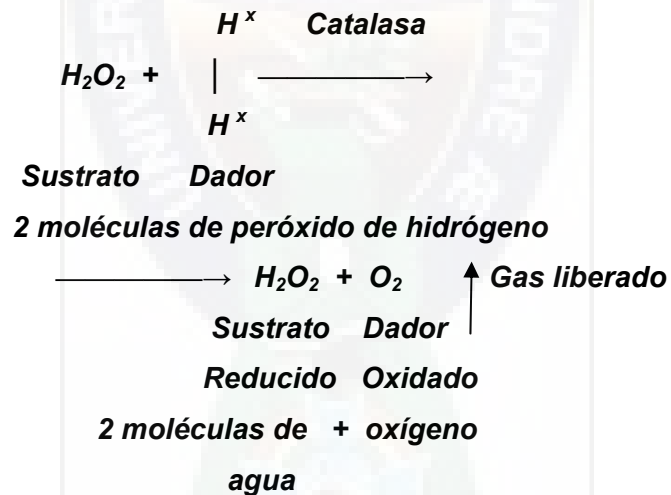 H ˣ Catalasa
H₂O₂ + | ————→
H ˣ
Sustrato Dador
2 moléculas de peróxido de hidrógeno
————→ H₂O₂ + O₂ ↑ Gas liberado
Sustrato Dador
Reducido Oxidado
2 moléculas de + oxígeno
agua